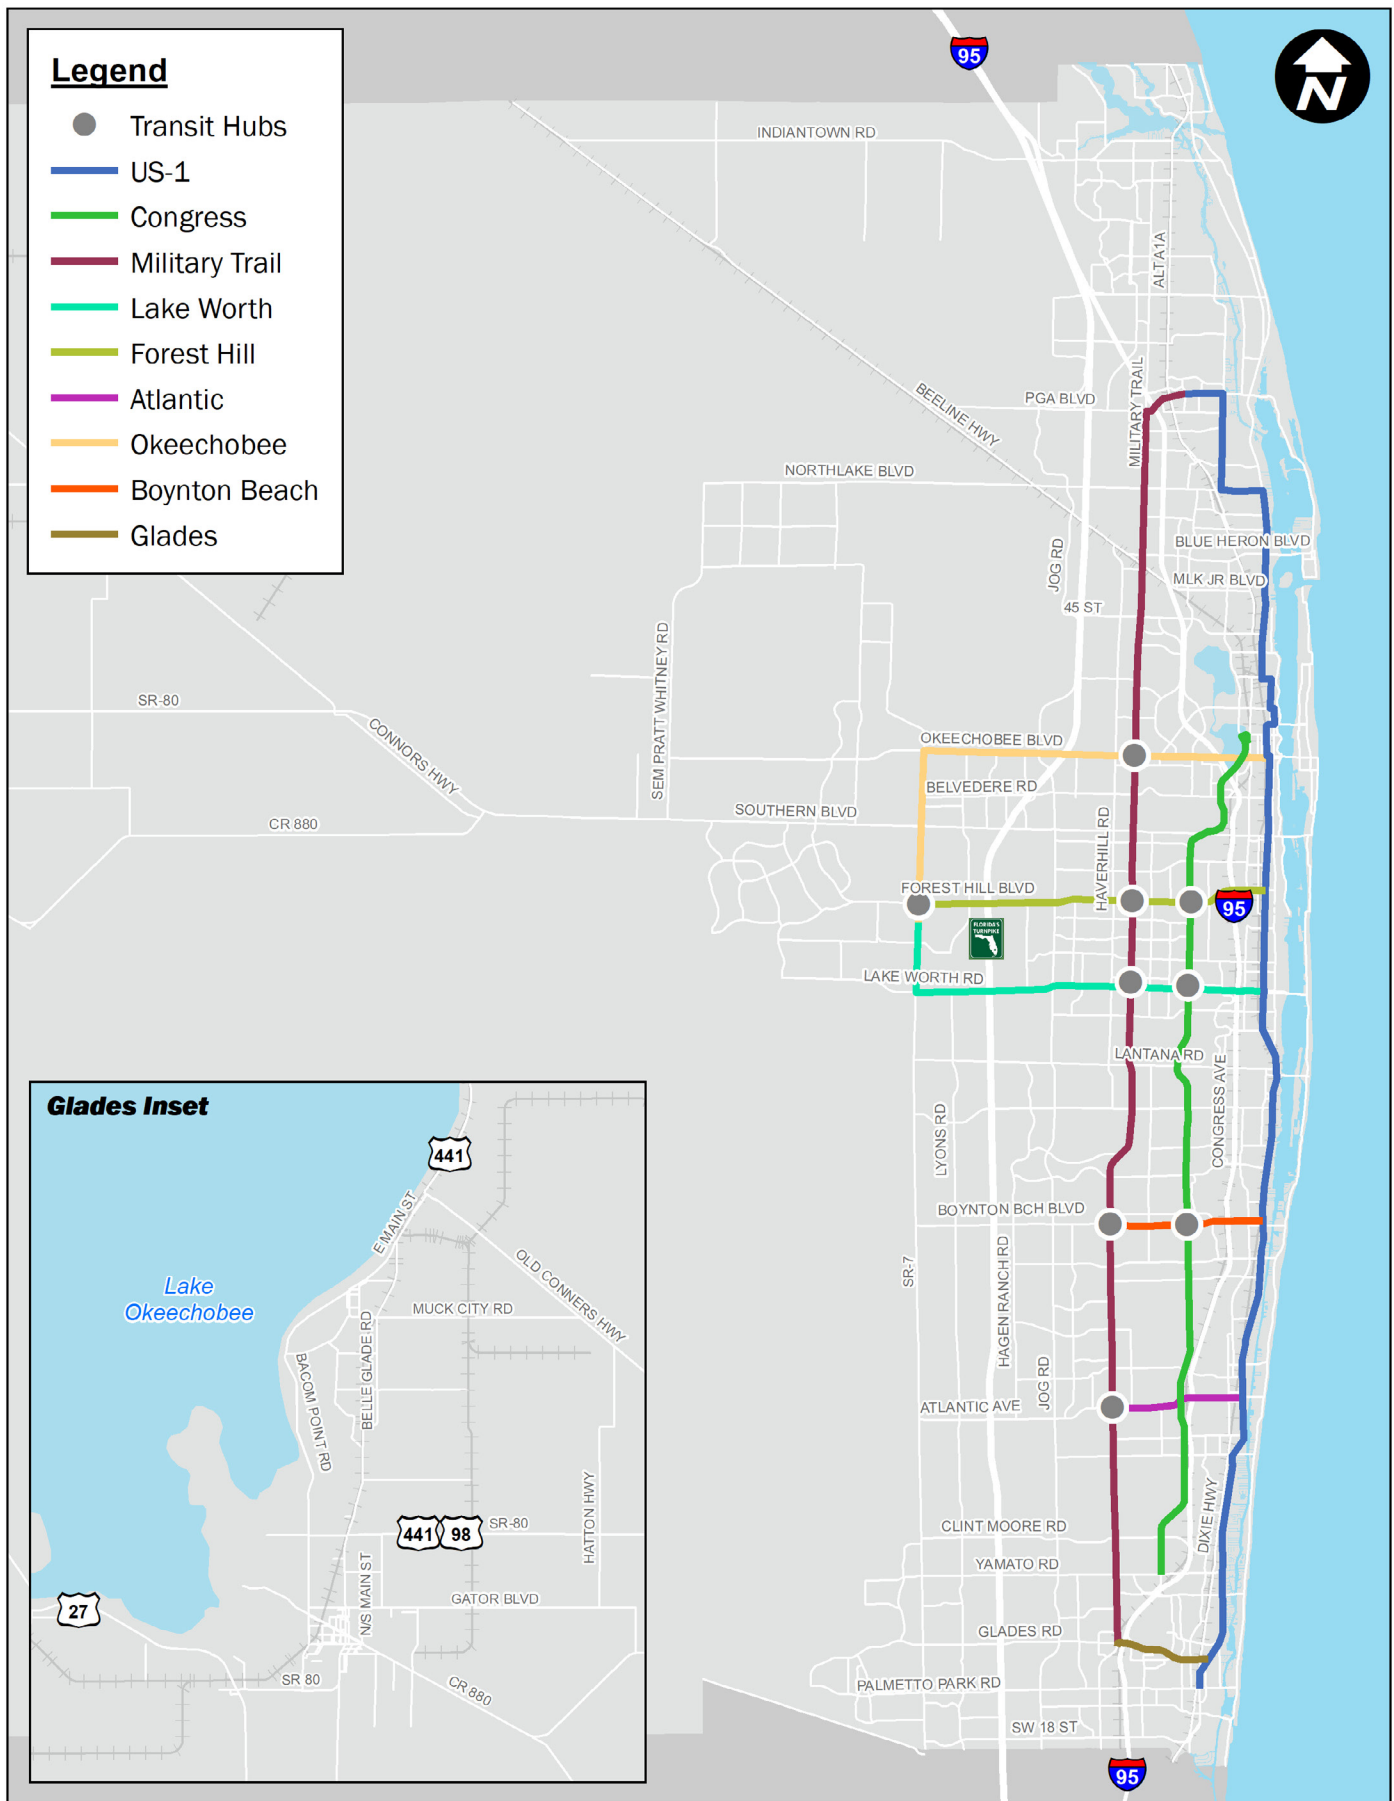 Legend
Transit Hubs
US-1
Congress
Military Trail
Lake Worth
Forest Hill
Atlantic
Okeechobee
Boynton Beach
Glades
95
N
INDIANTOWN RD
ALT A1A
MILITARY TRAIL
PGA BLVD
BEELINE HWY
NORTHLAKE BLVD
BLUE HERON BLVD
JOG RD
MLK JR BLVD
45 ST
SEM PRATT WHITNEY RD
SR-80
CONNORS HWY
OKEECHOBEE BLVD
BELVEDERE RD
SOUTHERN BLVD
CR 880
HAVERHILL RD
FOREST HILL BLVD
95
FLORIDA'S
TURNPIKE
LAKE WORTH RD
LANTANA RD
CONGRESS AVE
LYONS RD
BOYNTON BCH BLVD
SR-7
HAGEN RANCH RD
JOG RD
ATLANTIC AVE
DIXIE HWY
CLINT MOORE RD
YAMATO RD
GLADES RD
PALMETTO PARK RD
SW 18 ST
95
Glades Inset
441
E MAIN ST
OLD CONNERS HWY
Lake
Okeechobee
MUCK CITY RD
BELLE GLADE RD
BACOM POINT RD
HATTON HWY
441
98
SR-80
N/S MAIN ST
27
GATOR BLVD
SR 80
CR 880